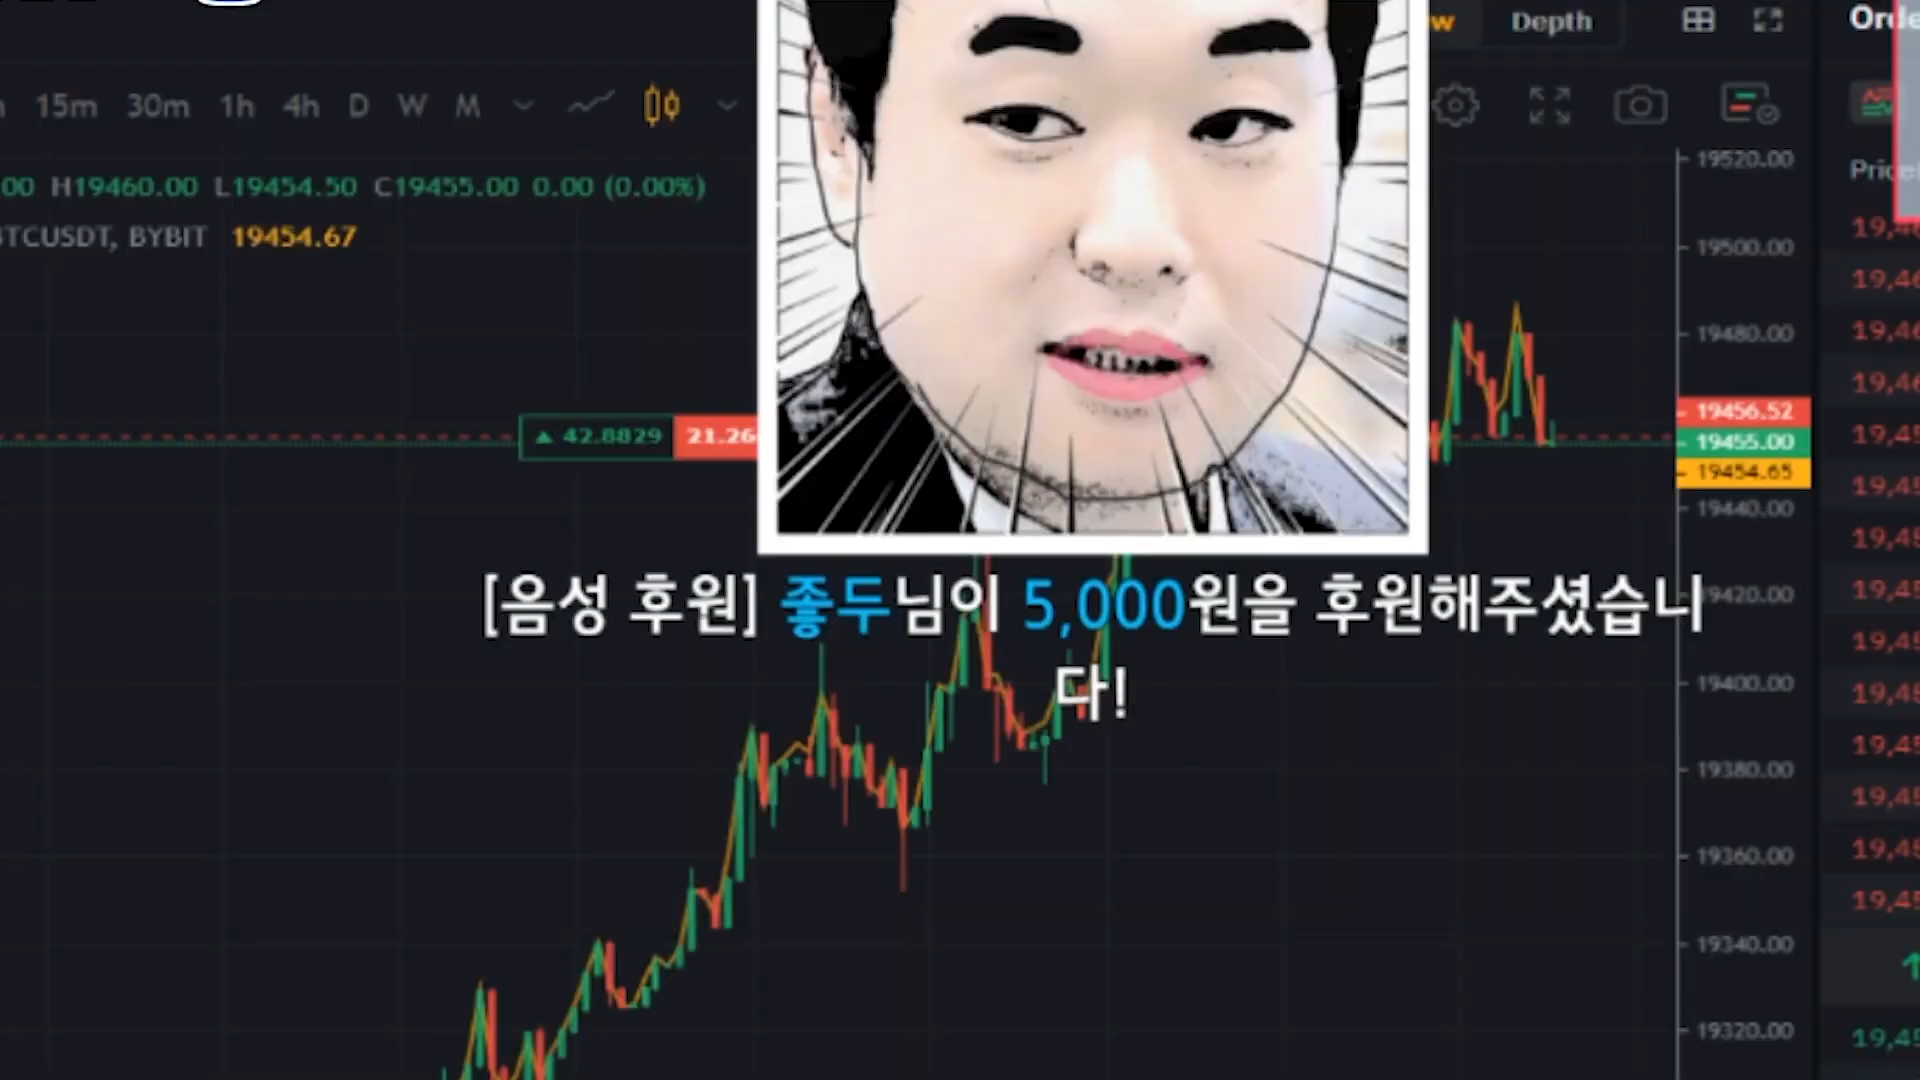 Depth
15m 30m 1h 4h D W M
00 H19460.00 L19454.50 C19455.00 0.00 (0.00%)
BTCUSDT, BYBIT 19454.67
19520.00
19500.00
19480.00
19456.52
▲ 42.8829 21.26
19455.00
19454.65
19440.00
[음성 후원] 좋두님이 5,000원을 후원해주셨습니
다!
19420.00
19400.00
19380.00
19360.00
19340.00
19320.00